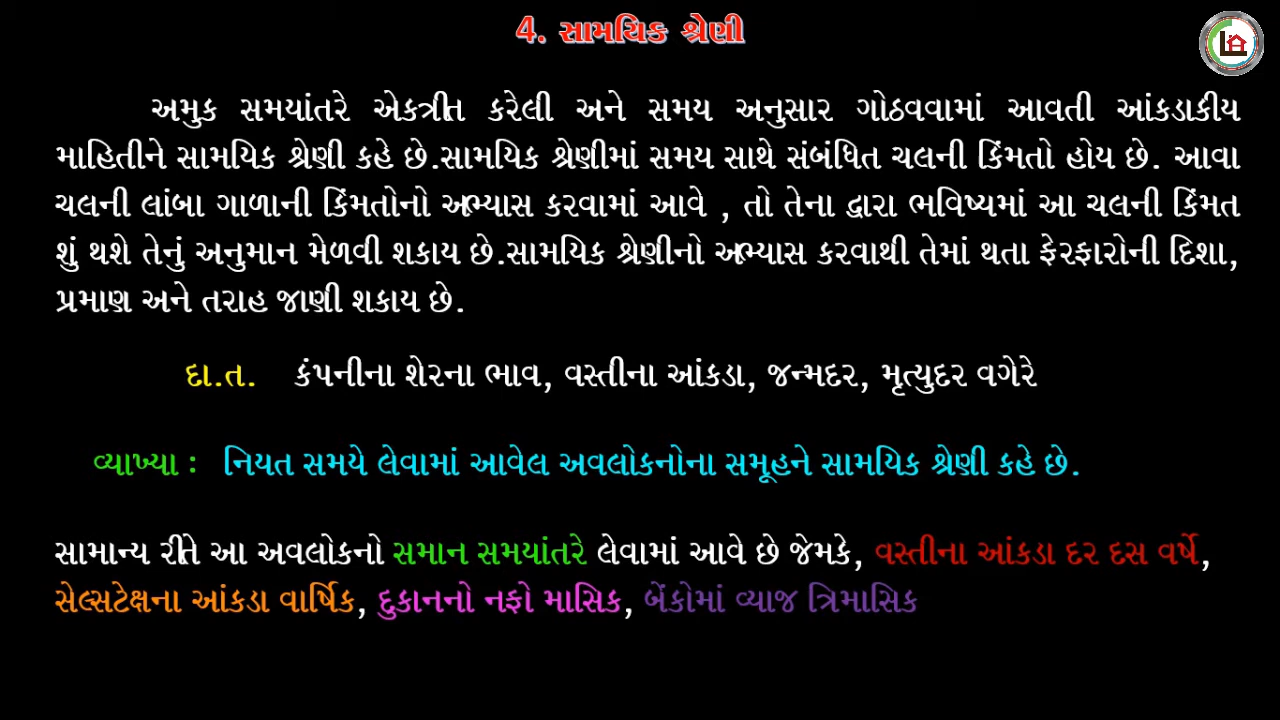 4. સામયિક શ્રેણી
અમુક સમયાંતરે એકત્રીત કરેલી અને સમય અનુસાર ગોઠવવામાં આવતી આંકડાકીય
માહિતીને સામયિક શ્રેણી કહે છે.સામયિક શ્રેણીમાં સમય સાથે સંબંધિત ચલની કિંમતો હોય છે. આવા
ચલની લાંબા ગાળાની કિંમતોનો અભ્યાસ કરવામાં આવે , તો તેના દ્વારા ભવિષ્યમાં આ ચલની કિંમત
શું થશે તેનું અનુમાન મેળવી શકાય છે.સામયિક શ્રેણીનો અભ્યાસ કરવાથી તેમાં થતા ફેરફારોની દિશા,
પ્રમાણ અને તરાહ જાણી શકાય છે.
દા.ત. કંપનીના શેરના ભાવ, વસ્તીના આંકડા, જન્મદર, મૃત્યુદર વગેરે
વ્યાખ્યા : નિયત સમયે લેવામાં આવેલ અવલોકનોના સમૂહને સામયિક શ્રેણી કહે છે.
સામાન્ય રીતે આ અવલોકનો સમાન સમયાંતરે લેવામાં આવે છે જેમકે, વસ્તીના આંકડા દર દસ વર્ષે,
સેલ્સટેક્ષના આંકડા વાર્ષિક, દુકાનનો નફો માસિક, બેંકોમાં વ્યાજ ત્રિમાસિક